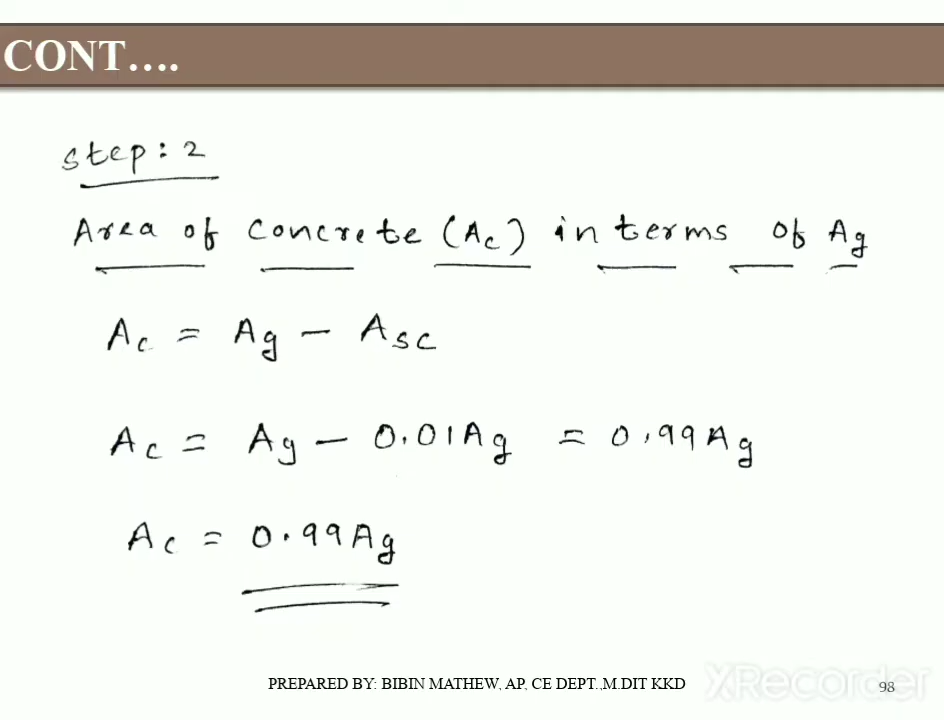 CONT....
step: 2
Area of concrete (Ac) in terms of Ag
Ac = Ag - Asc
Ac = Ag - 0.01Ag = 0.99Ag
Ac = 0.99Ag
PREPARED BY: BIBIN MATHEW, AP, CE DEPT.,M.DIT KKD
XRecorder
98